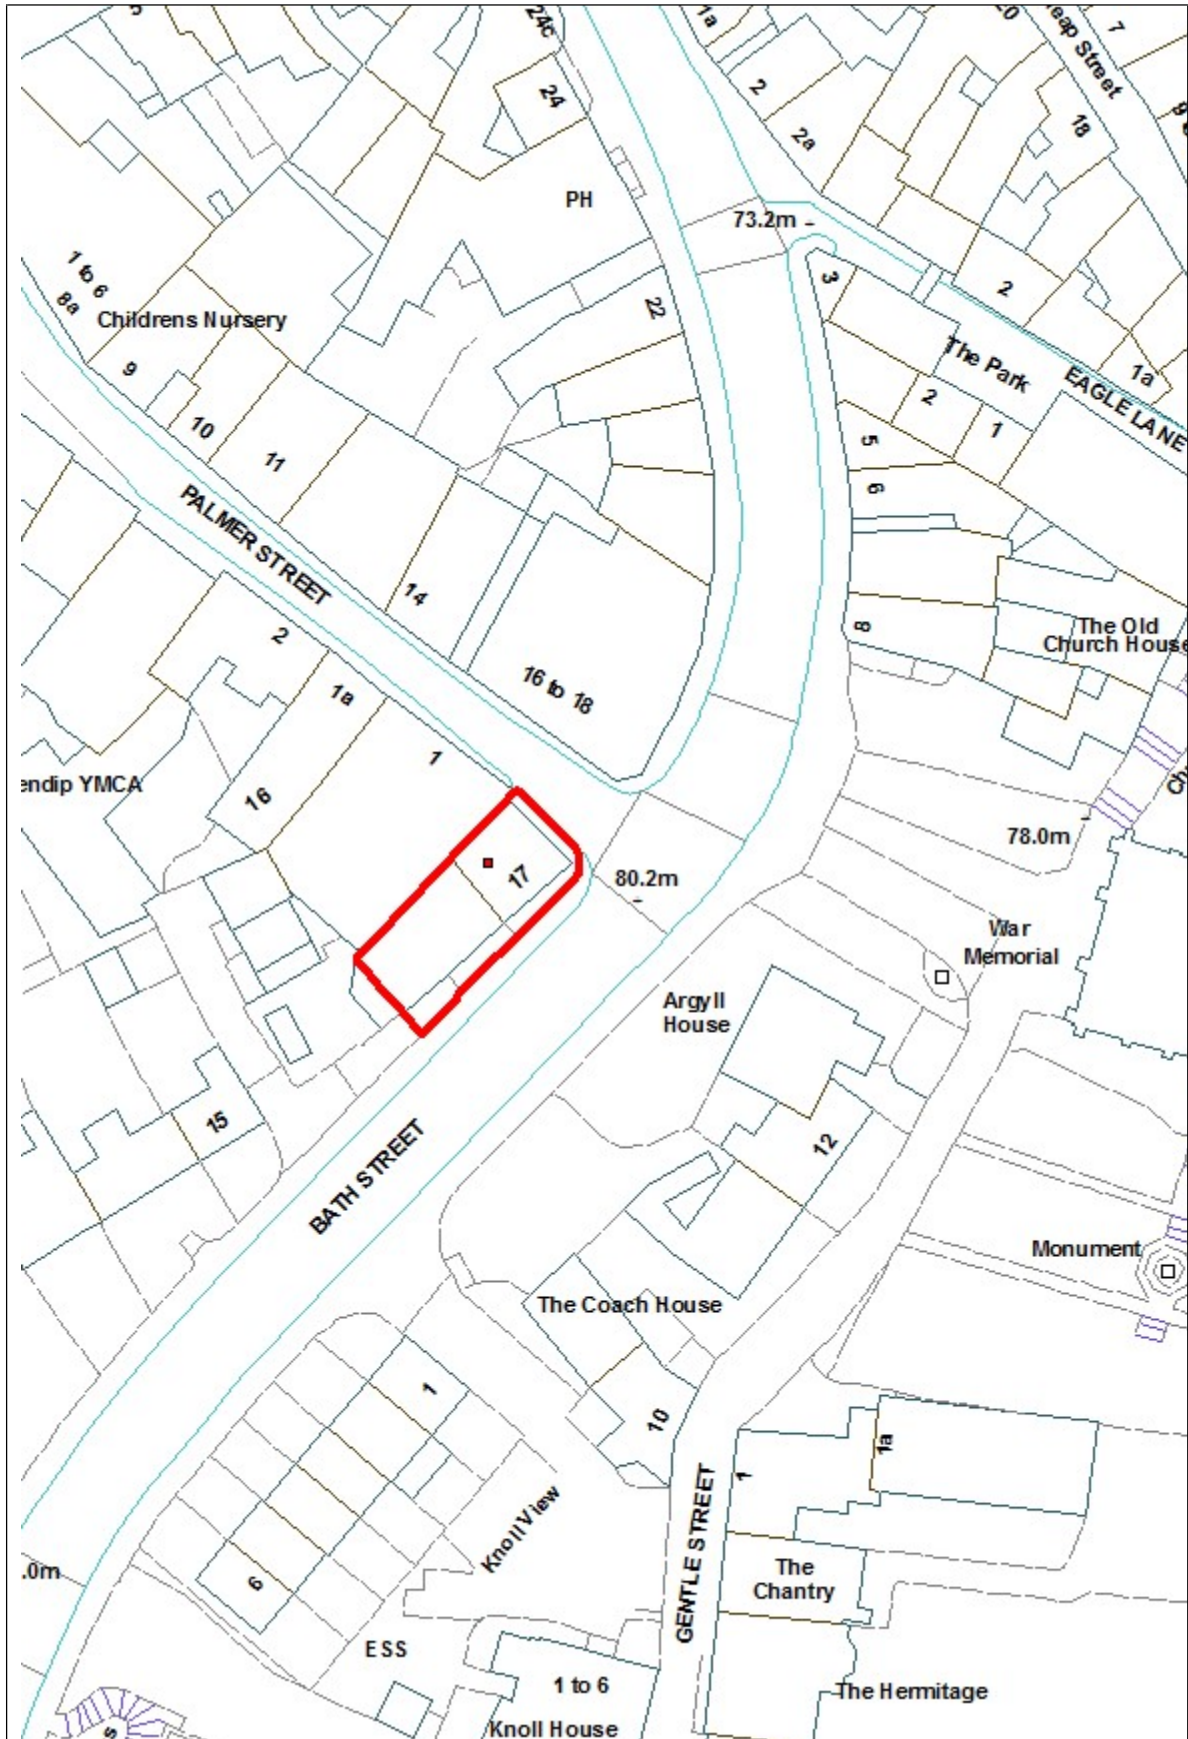 24c
1a
20
7
2
24
2a
18
PH
73.2m
1 to 6
8a
Childrens Nursery
3
2
22
9
The Park
1a
EAGLE LANE
2
10
1
11
5
6
PALMER STREET
14
The Old
Church House
8
2
16 to 18
1a
1
endip YMCA
16
78.0m
17
80.2m
War
Memorial
Argyll
House
15
12
BATH STREET
Monument
The Coach House
1
10
1a
1
Knoll View
GENTLE STREET
.0m
6
The
Chantry
ESS
1 to 6
The Hermitage
Knoll House